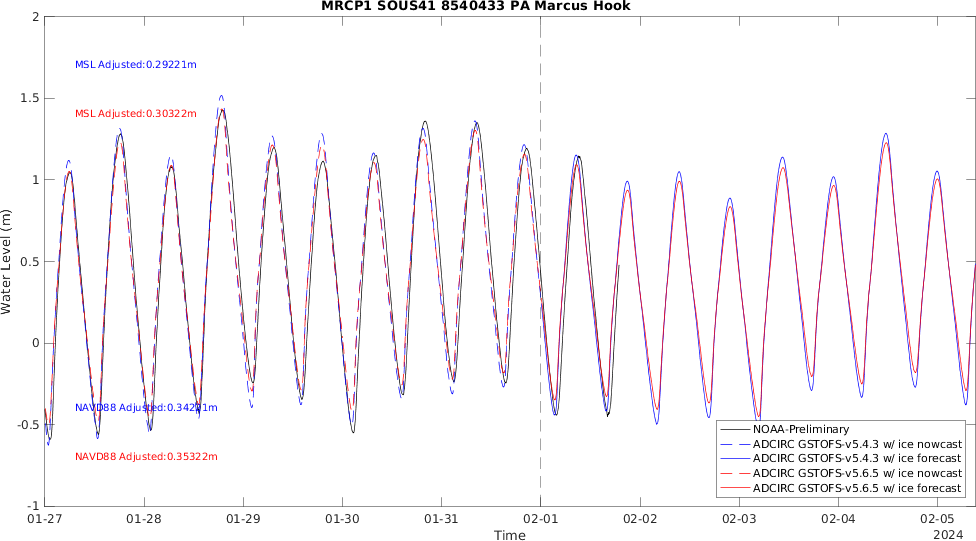 MRCP1 SOUS41 8540433 PA Marcus Hook
2
1.5
1
0.5
0
-0.5
-1
Water Level (m)
MSL Adjusted:0.29221m
MSL Adjusted:0.30322m
NAVD88 Adjusted:0.34221m
NAVD88 Adjusted:0.35322m
NOAA-Preliminary
ADCIRC GSTOFS-v5.4.3 w/ ice nowcast
ADCIRC GSTOFS-v5.4.3 w/ ice forecast
ADCIRC GSTOFS-v5.6.5 w/ ice nowcast
ADCIRC GSTOFS-v5.6.5 w/ ice forecast
01-27 01-28 01-29 01-30 01-31 02-01 02-02 02-03 02-04 02-05
Time
2024